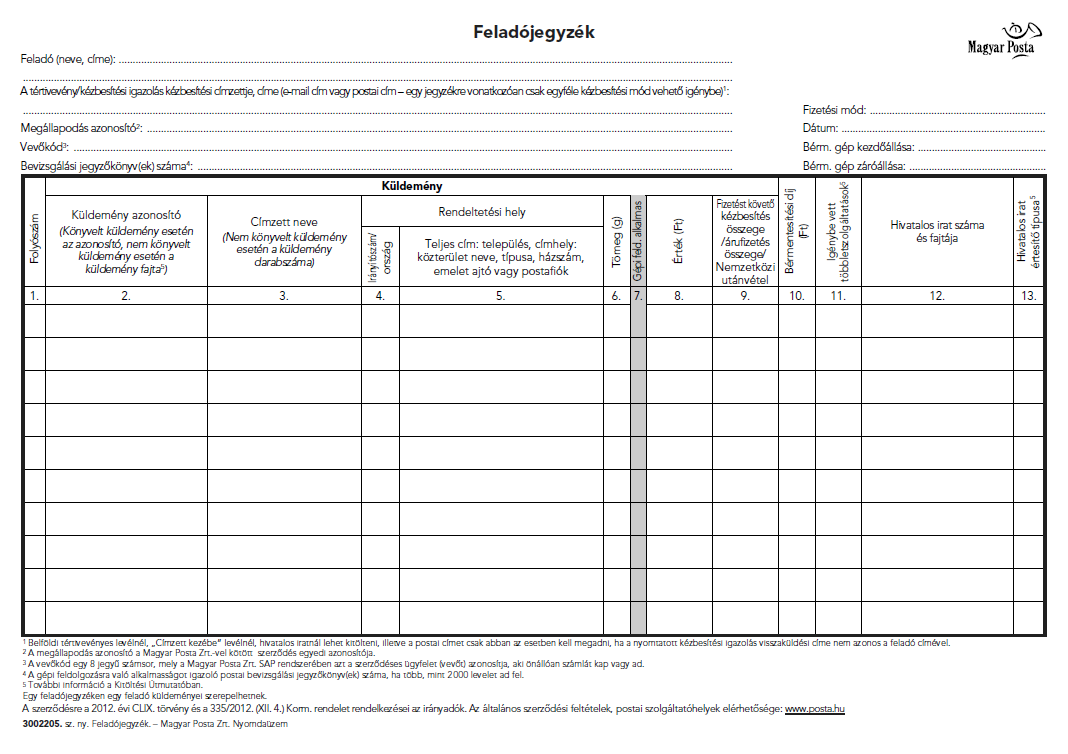 Feladójegyzék
Magyar Posta
Feladó (neve, címe):
A tértivevény/kézbesítési igazolás kézbesítési címzettje, címe (e-mail cím vagy postai cím – egy jegyzékre vonatkozóan csak egyféle kézbesítési mód vehető igénybe)¹:
Fizetési mód:
Megállapodás azonosító²:
Dátum:
Vevőkód³:
Bérm. gép kezdőállása:
Bevizsgálási jegyzőkönyv(ek) száma⁴:
Bérm. gép záróállása:
Folyószám
Küldemény
Küldemény azonosító
(Könyvelt küldemény esetén
az azonosító, nem könyvelt
küldemény esetén a
küldemény fajta⁵)
Címzett neve
(Nem könyvelt küldemény
esetén a küldemény
darabszáma)
Rendeltetési hely
Irányítószám/
ország
Teljes cím: település, címhely:
közterület neve, típusa, házszám,
emelet ajtó vagy postafiók
Tömeg (g)
Gépi feld. alkalmas
Érték (Ft)
Fizetést követő
kézbesítés
összege
/árufizetés
összege/
Nemzetközi
utánvétel
Bérmentesítési díj
(Ft)
Igénybe vett
többletszolgáltatások⁵
Hivatalos irat száma
és fajtája
Hivatalos irat
értesítő típusa⁵
1. 2. 3. 4. 5. 6. 7. 8. 9. 10. 11. 12. 13.
¹ Belföldi tértivevényes levélnél, „Címzett kezébe" levélnél, hivatalos iratnál lehet kitölteni, illetve a postai címet csak abban az esetben kell megadni, ha a nyomtatott kézbesítési igazolás visszaküldési címe nem azonos a feladó címével.
² A megállapodás azonosító a Magyar Posta Zrt.-vel kötött szerződés egyedi azonosítója.
³ A vevőkód egy 8 jegyű számsor, mely a Magyar Posta Zrt. SAP rendszerében azt a szerződéses ügyfelet (vevőt) azonosítja, aki önállóan számlát kap vagy ad.
⁴ A gépi feldolgozásra való alkalmasságot igazoló postai bevizsgálási jegyzőkönyv(ek) száma, ha több, mint 2000 levelet ad fel.
⁵ További információ a Kitöltési Útmutatóban.
Egy feladójegyzéken egy feladó küldeményei szerepelhetnek.
A szerződésre a 2012. évi CLIX. törvény és a 335/2012. (XII. 4.) Korm. rendelet rendelkezései az irányadók. Az általános szerződési feltételek, postai szolgáltatóhelyek elérhetősége: www.posta.hu
3002205. sz. ny. Feladójegyzék. – Magyar Posta Zrt. Nyomdaüzem